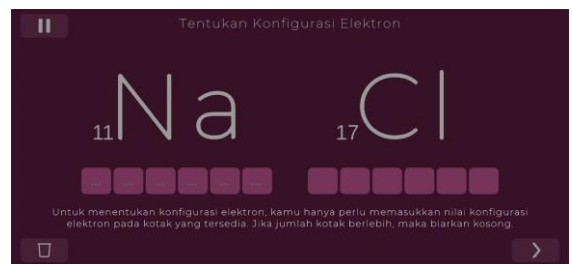 Tentukan Konfigurasi Elektron
11Na 17Cl
... ... ... ... ... ...
Untuk menentukan konfigurasi elektron, kamu hanya perlu memasukkan nilai konfigurasi
elektron pada kotak yang tersedia. Jika jumlah kotak berlebih, maka biarkan kosong.